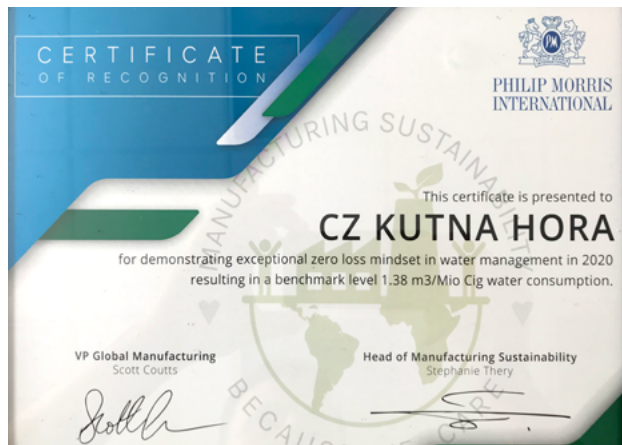 CERTIFICATE
OF RECOGNITION
PM
PHILIP MORRIS
INTERNATIONAL
MANUFACTURING SUSTAINABILITY
This certificate is presented to
CZ KUTNA HORA
for demonstrating exceptional zero loss mindset in water management in 2020
resulting in a benchmark level 1.38 m3/Mio Cig water consumption.
VP Global Manufacturing
Scott Coutts
Head of Manufacturing Sustainability
Stephanie Thery
BECAUSE CARE